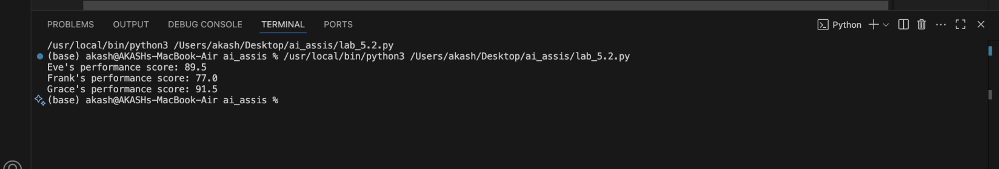 PROBLEMS OUTPUT DEBUG CONSOLE TERMINAL PORTS Python
/usr/local/bin/python3 /Users/akash/Desktop/ai_assis/lab_5.2.py
(base) akash@AKASHs-MacBook-Air ai_assis % /usr/local/bin/python3 /Users/akash/Desktop/ai_assis/lab_5.2.py
Eve's performance score: 89.5
Frank's performance score: 77.0
Grace's performance score: 91.5
(base) akash@AKASHs-MacBook-Air ai_assis %